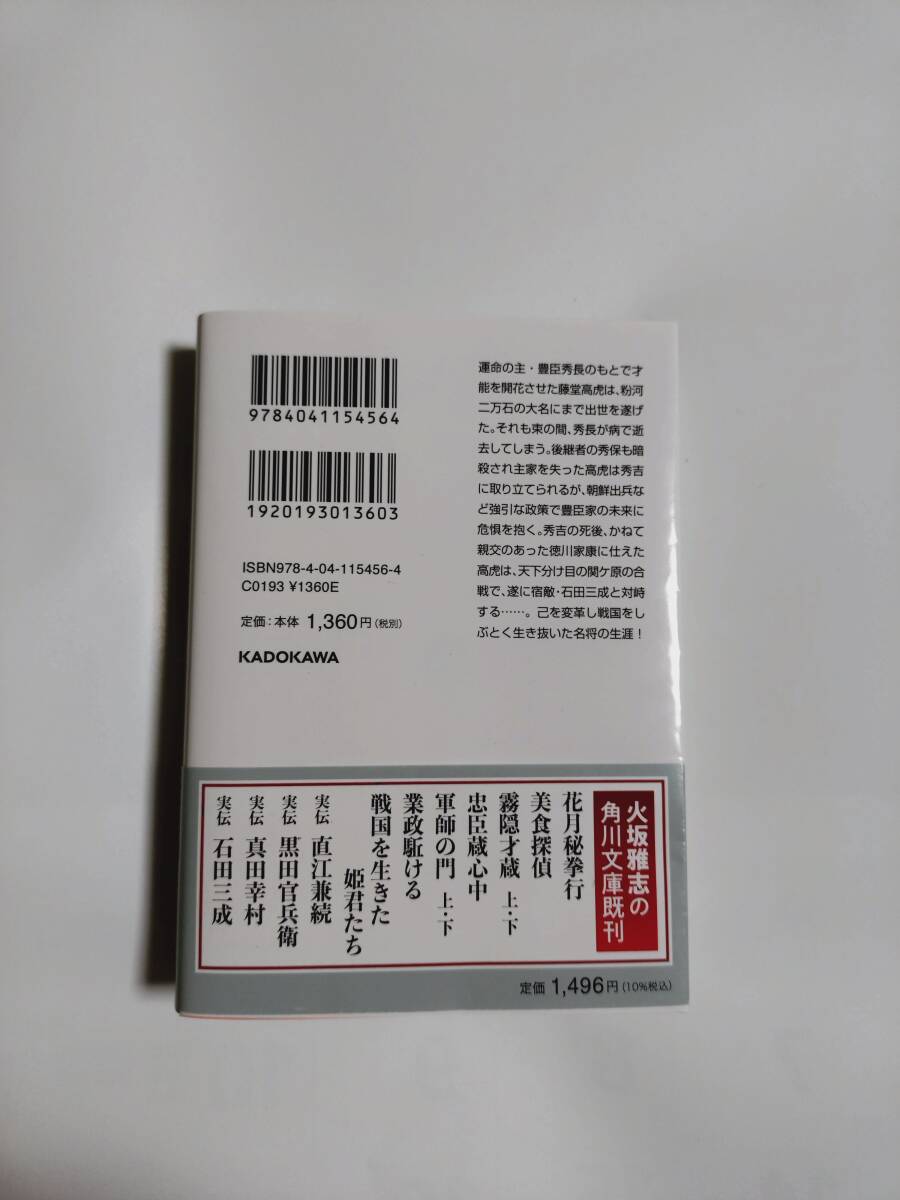 9784041154564
1920193013603
ISBN978-4-04-115456-4
C0193 ¥1360E
定価:本体 1,360円(税別)
KADOKAWA
運命の主・豊臣秀長のもとで才
能を開花させた藤堂高虎は、粉河
二万石の大名にまで出世を遂げ
た。それも束の間、秀長が病で逝
去してしまう。後継者の秀保も暗
殺され主家を失った高虎は秀吉
に取り立てられるが、朝鮮出兵な
ど強引な政策で豊臣家の未来に
危惧を抱く。秀吉の死後、かねて
親交のあった徳川家康に仕えた
高虎は、天下分け目の関ケ原の合
戦で、遂に宿敵・石田三成と対峙
する……。己を変革し戦国をし
ぶとく生き抜いた名将の生涯!
火坂雅志の
角川文庫既刊
花月秘拳行
美食探偵
霧隠才蔵 上・下
忠臣蔵心中
軍師の門 上・下
業政駈ける
戦国を生きた
姫君たち
実伝 直江兼続
実伝 黒田官兵衛
実伝 真田幸村
実伝 石田三成
定価 1,496円(10%税込)